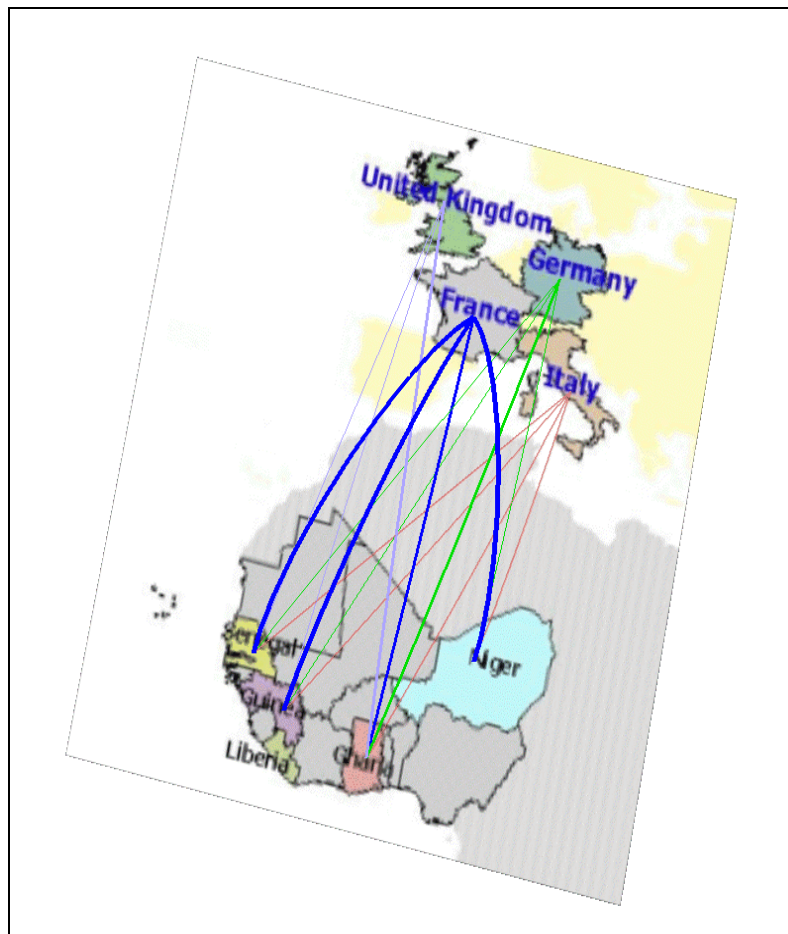 United Kingdom
Germany
France
Italy
Senegal
Niger
Guinea
Liberia
Ghana